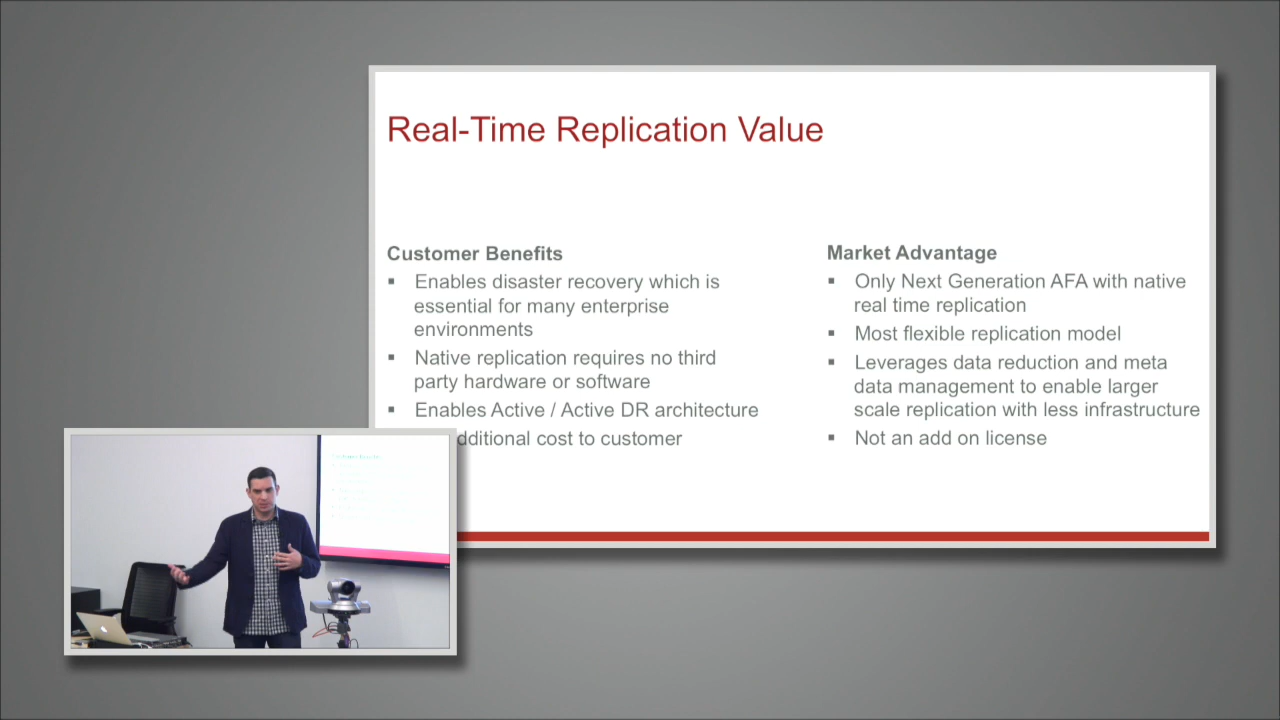 Real-Time Replication Value
Customer Benefits
▪ Enables disaster recovery which is
essential for many enterprise
environments
▪ Native replication requires no third
party hardware or software
▪ Enables Active / Active DR architecture
dditional cost to customer
Market Advantage
▪ Only Next Generation AFA with native
real time replication
▪ Most flexible replication model
▪ Leverages data reduction and meta
data management to enable larger
scale replication with less infrastructure
▪ Not an add on license